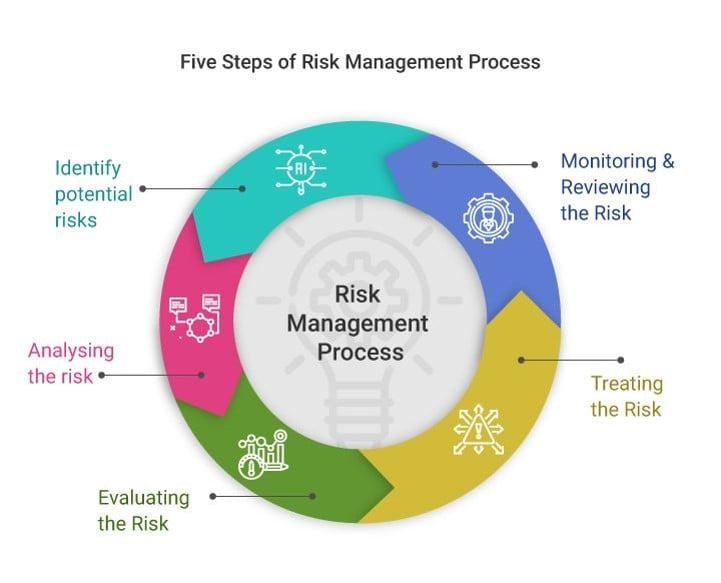 Five Steps of Risk Management Process
Identify
potential
risks
Monitoring &
Reviewing
the Risk
Risk
Management
Process
Analysing
the risk
Treating
the Risk
Evaluating
the Risk